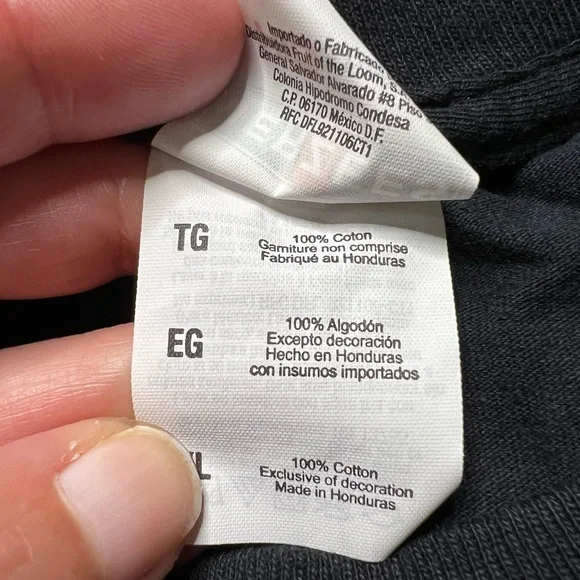 Importado o Fabricado
Distribuidora Fruit of the Loom, S.
General Salvador Alvarado #8 Piso
Colonia Hipodromo Condesa
C.P. 06170 México D.F.
RFC DFL921106CT1
TG
100% Coton
Garniture non comprise
Fabriqué au Honduras
EG
100% Algodón
Excepto decoración
Hecho en Honduras
con insumos importados
XL
100% Cotton
Exclusive of decoration
Made in Honduras